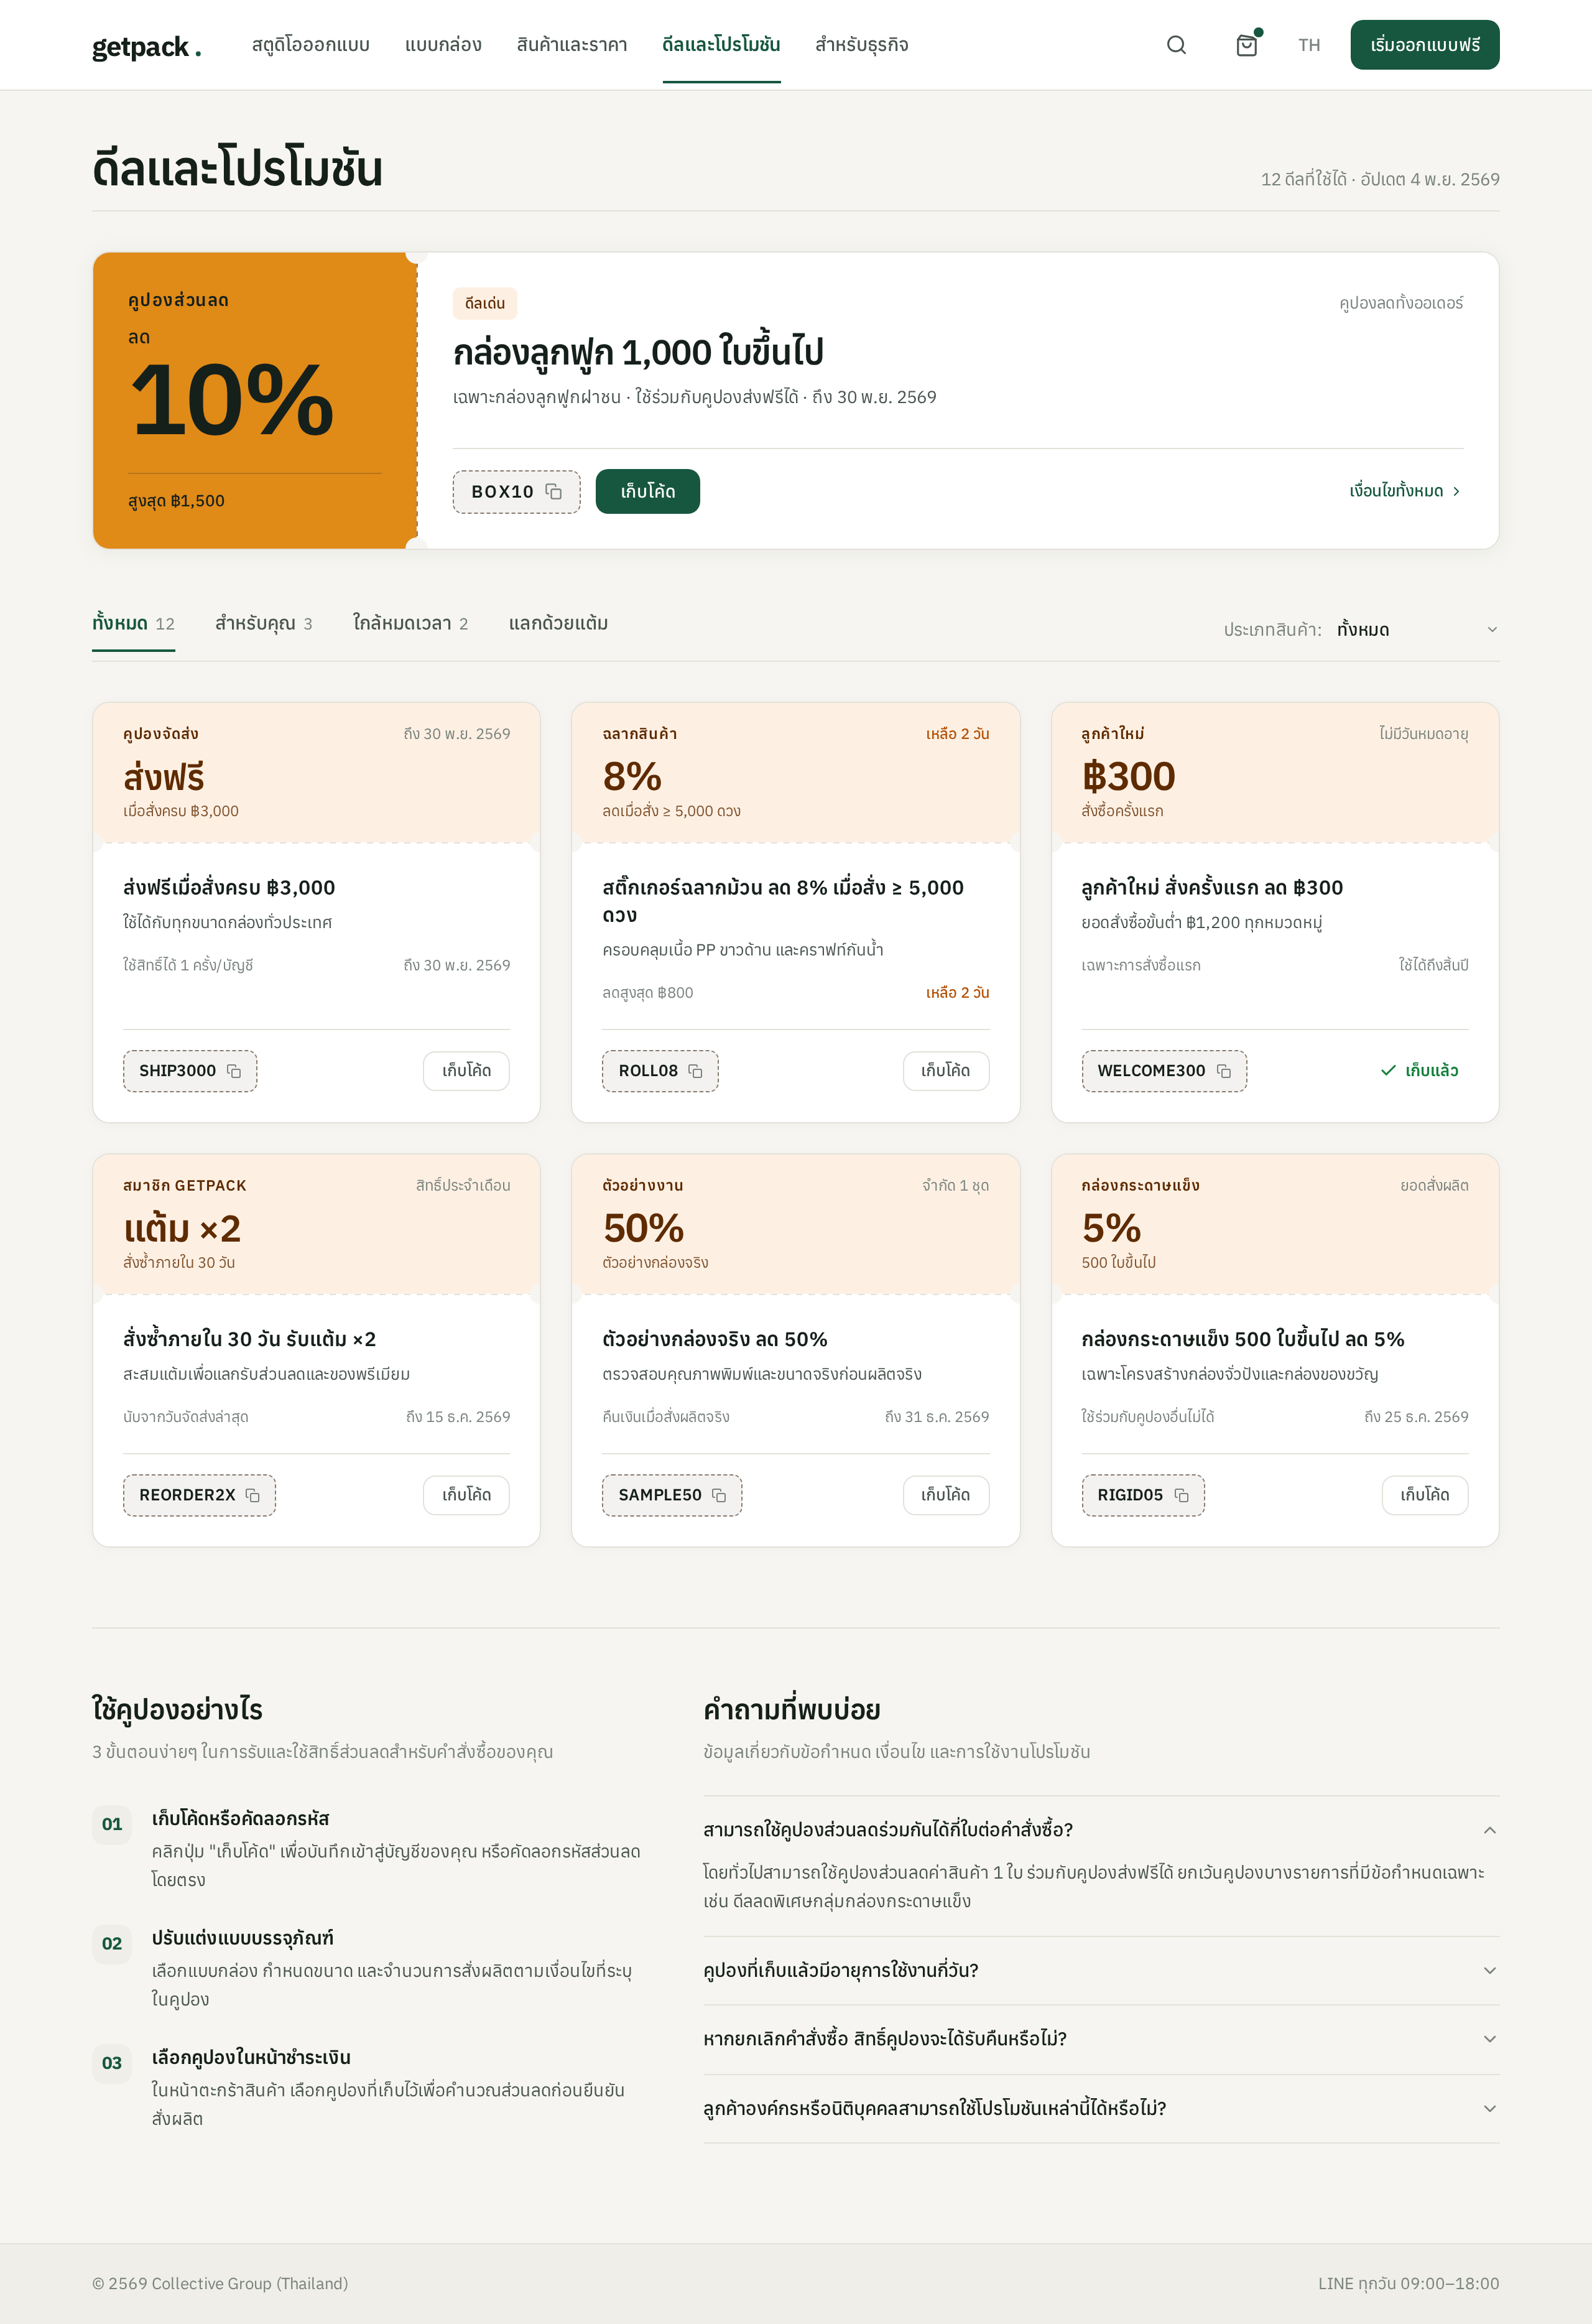 getpack.
สตูดิโอออกแบบ
แบบกล่อง
สินค้าและราคา
ดีลและโปรโมชัน
สำหรับธุรกิจ
TH
เริ่มออกแบบฟรี
ดีลและโปรโมชัน
12 ดีลที่ใช้ได้ · อัปเดต 4 พ.ย. 2569
คูปองส่วนลด
ลด
10%
สูงสุด ฿1,500
ดีลเด่น
คูปองลดทั้งออเดอร์
กล่องลูกฟูก 1,000 ใบขึ้นไป
เฉพาะกล่องลูกฟูกฝาชน · ใช้ร่วมกับคูปองส่งฟรีได้ · ถึง 30 พ.ย. 2569
BOX10
เก็บโค้ด
เงื่อนไขทั้งหมด
ทั้งหมด 12
สำหรับคุณ 3
ใกล้หมดเวลา 2
แลกด้วยแต้ม
ประเภทสินค้า: ทั้งหมด
คูปองจัดส่ง
ถึง 30 พ.ย. 2569
ส่งฟรี
เมื่อสั่งครบ ฿3,000
ส่งฟรีเมื่อสั่งครบ ฿3,000
ใช้ได้กับทุกขนาดกล่องทั่วประเทศ
ใช้สิทธิ์ได้ 1 ครั้ง/บัญชี
ถึง 30 พ.ย. 2569
SHIP3000
เก็บโค้ด
ฉลากสินค้า
เหลือ 2 วัน
8%
ลดเมื่อสั่ง ≥ 5,000 ดวง
สติ๊กเกอร์ฉลากม้วน ลด 8% เมื่อสั่ง ≥ 5,000
ดวง
ครอบคลุมเนื้อ PP ขาวด้าน และคราฟท์กันน้ำ
ลดสูงสุด ฿800
เหลือ 2 วัน
ROLL08
เก็บโค้ด
ลูกค้าใหม่
ไม่มีวันหมดอายุ
฿300
สั่งซื้อครั้งแรก
ลูกค้าใหม่ สั่งครั้งแรก ลด ฿300
ยอดสั่งซื้อขั้นต่ำ ฿1,200 ทุกหมวดหมู่
เฉพาะการสั่งซื้อแรก
ใช้ได้ถึงสิ้นปี
WELCOME300
เก็บแล้ว
สมาชิก GETPACK
สิทธิ์ประจำเดือน
แต้ม ×2
สั่งซ้ำภายใน 30 วัน
สั่งซ้ำภายใน 30 วัน รับแต้ม ×2
สะสมแต้มเพื่อแลกรับส่วนลดและของพรีเมียม
นับจากวันจัดส่งล่าสุด
ถึง 15 ธ.ค. 2569
REORDER2X
เก็บโค้ด
ตัวอย่างงาน
จำกัด 1 ชุด
50%
ตัวอย่างกล่องจริง
ตัวอย่างกล่องจริง ลด 50%
ตรวจสอบคุณภาพพิมพ์และขนาดจริงก่อนผลิตจริง
คืนเงินเมื่อสั่งผลิตจริง
ถึง 31 ธ.ค. 2569
SAMPLE50
เก็บโค้ด
กล่องกระดาษแข็ง
ยอดสั่งผลิต
5%
500 ใบขึ้นไป
กล่องกระดาษแข็ง 500 ใบขึ้นไป ลด 5%
เฉพาะโครงสร้างกล่องจั่วปังและกล่องของขวัญ
ใช้ร่วมกับคูปองอื่นไม่ได้
ถึง 25 ธ.ค. 2569
RIGID05
เก็บโค้ด
ใช้คูปองอย่างไร
3 ขั้นตอนง่ายๆ ในการรับและใช้สิทธิ์ส่วนลดสำหรับคำสั่งซื้อของคุณ
01
เก็บโค้ดหรือคัดลอกรหัส
คลิกปุ่ม "เก็บโค้ด" เพื่อบันทึกเข้าสู่บัญชีของคุณ หรือคัดลอกรหัสส่วนลด
โดยตรง
02
ปรับแต่งแบบบรรจุภัณฑ์
เลือกแบบกล่อง กำหนดขนาด และจำนวนการสั่งผลิตตามเงื่อนไขที่ระบุ
ในคูปอง
03
เลือกคูปองในหน้าชำระเงิน
ในหน้าตะกร้าสินค้า เลือกคูปองที่เก็บไว้เพื่อคำนวณส่วนลดก่อนยืนยัน
สั่งผลิต
คำถามที่พบบ่อย
ข้อมูลเกี่ยวกับข้อกำหนด เงื่อนไข และการใช้งานโปรโมชัน
สามารถใช้คูปองส่วนลดร่วมกันได้กี่ใบต่อคำสั่งซื้อ?
โดยทั่วไปสามารถใช้คูปองส่วนลดค่าสินค้า 1 ใบ ร่วมกับคูปองส่งฟรีได้ ยกเว้นคูปองบางรายการที่มีข้อกำหนดเฉพาะ
เช่น ดีลลดพิเศษกลุ่มกล่องกระดาษแข็ง
คูปองที่เก็บแล้วมีอายุการใช้งานกี่วัน?
หากยกเลิกคำสั่งซื้อ สิทธิ์คูปองจะได้รับคืนหรือไม่?
ลูกค้าองค์กรหรือนิติบุคคลสามารถใช้โปรโมชันเหล่านี้ได้หรือไม่?
© 2569 Collective Group (Thailand)
LINE ทุกวัน 09:00–18:00